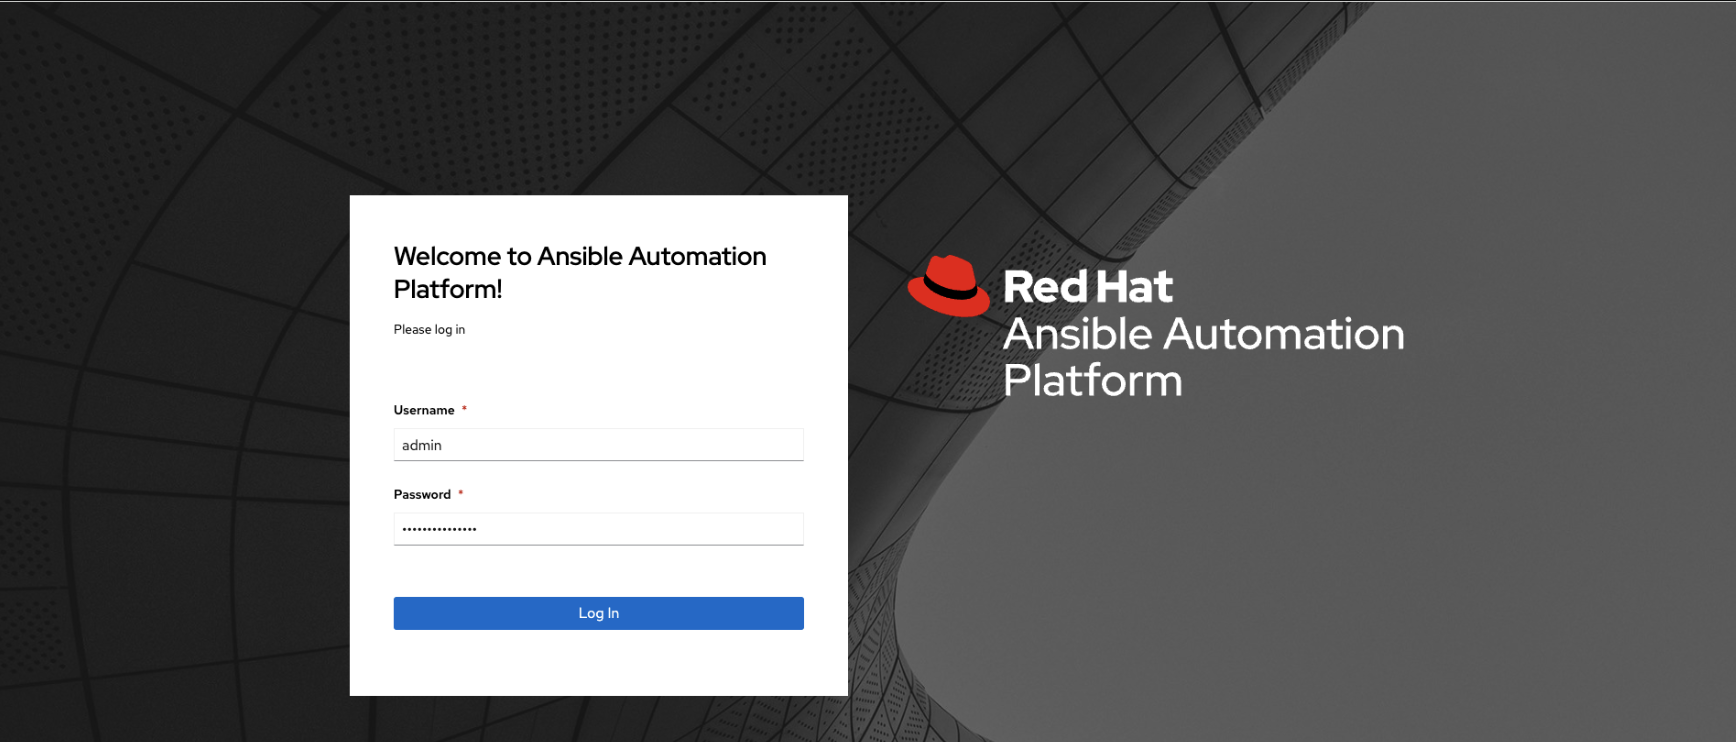 Welcome to Ansible Automation
Platform!
Please log in
Username *
admin
Password *
•••••••••••••••
Log In
Red Hat
Ansible Automation
Platform